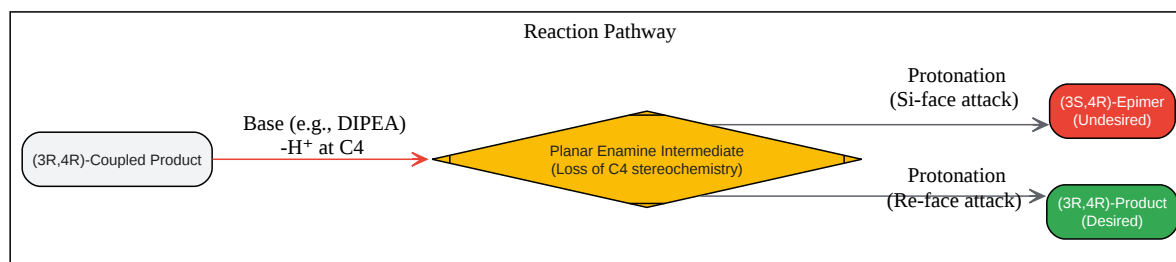 Reaction Pathway
(3R,4R)-Coupled Product
Base (e.g., DIPEA)
-H⁺ at C4
Planar Enamine Intermediate
(Loss of C4 stereochemistry)
Protonation
(Si-face attack)
(3S,4R)-Epimer
(Undesired)
Protonation
(Re-face attack)
(3R,4R)-Product
(Desired)